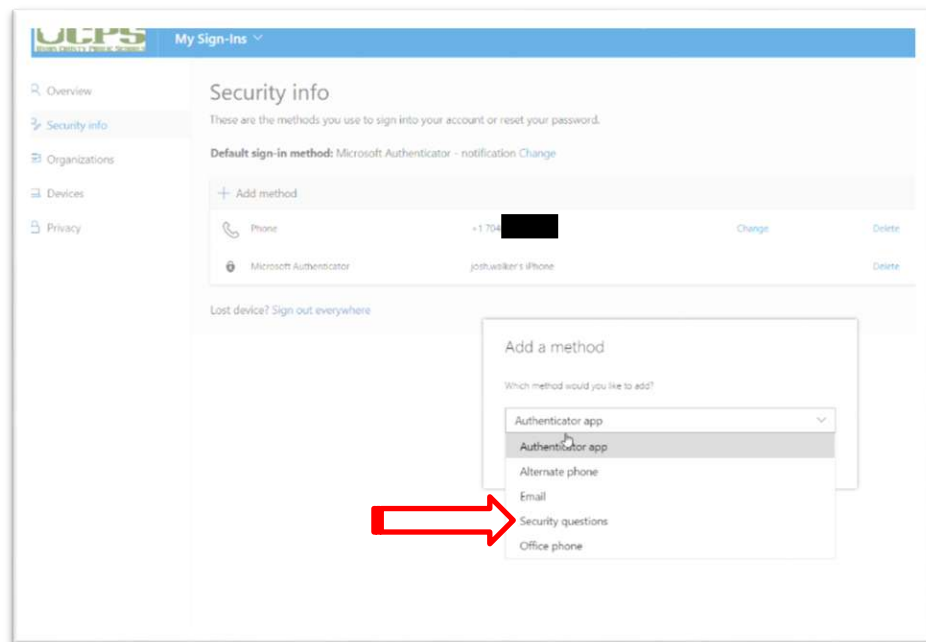 UCPS
My Sign-Ins
Overview
Security info
Organizations
Devices
Privacy
Security info
These are the methods you use to sign into your account or reset your password.
Default sign-in method: Microsoft Authenticator - notification Change
+ Add method
Phone +1 704 Change Delete
Microsoft Authenticator josh.walker's iPhone Delete
Lost device? Sign out everywhere
Add a method
Which method would you like to add?
Authenticator app
Authenticator app
Alternate phone
Email
Security questions
Office phone